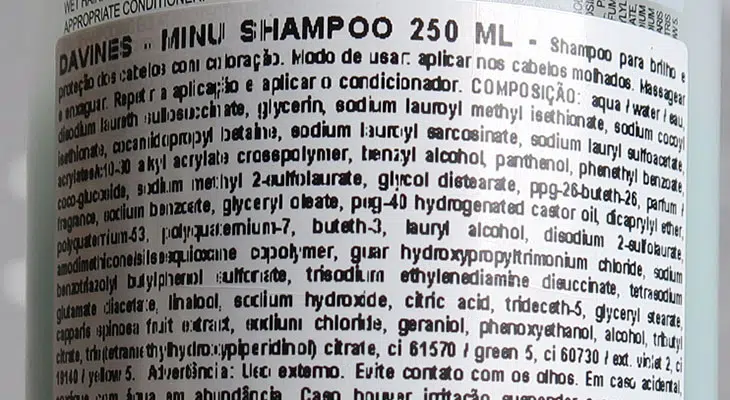 WET HAIR
APPROPRIATE CONDITIONER
DAVINES - MINU SHAMPOO 250 ML - Shampoo para brilho e
proteção dos cabelos com coloração. Modo de usar: aplicar nos cabelos molhados. Massagear
e enxaguar. Repetir a aplicação e aplicar o condicionador. COMPOSIÇÃO: aqua / water / eau,
disodium laureth sulfosuccinate, glycerin, sodium lauroyl methyl isethionate, sodium cocoyl
isethionate, cocamidopropyl betaine, sodium lauroyl sarcosinate, sodium lauryl sulfoacetate,
acrylates/c10-30 alkyl acrylate crosspolymer, benzyl alcohol, panthenol, phenethyl benzoate,
coco-glucoside, sodium methyl 2-sulfolaurate, glycol distearate, ppg-26-buteth-26, parfum /
fragrance, sodium benzoate, glyceryl oleate, peg-40 hydrogenated castor oil, dicaprylyl ether,
polyquaternium-53, polyquaternium-7, buteth-3, lauryl alcohol, disodium 2-sulfolaurate,
amodimethicone/silsesquioxane copolymer, guar hydroxypropyltrimonium chloride, sodium
benzotriazolyl butylphenol sulfonate, trisodium ethylenediamine disuccinate, tetrasodium
glutamate diacetate, linalool, sodium hydroxide, citric acid, trideceth-5, glyceryl stearate,
capparis spinosa fruit extract, sodium chloride, geraniol, phenoxyethanol, alcohol, tributyl
citrate, tris(tetramethylhydroxypiperidinol) citrate, ci 61570 / green 5, ci 60730 / ext. violet 2, ci
19140 / yellow 5. Advertência: Uso externo. Evite contato com os olhos. Em caso acidental,
com água em abundância. Caso houver irritação suspender